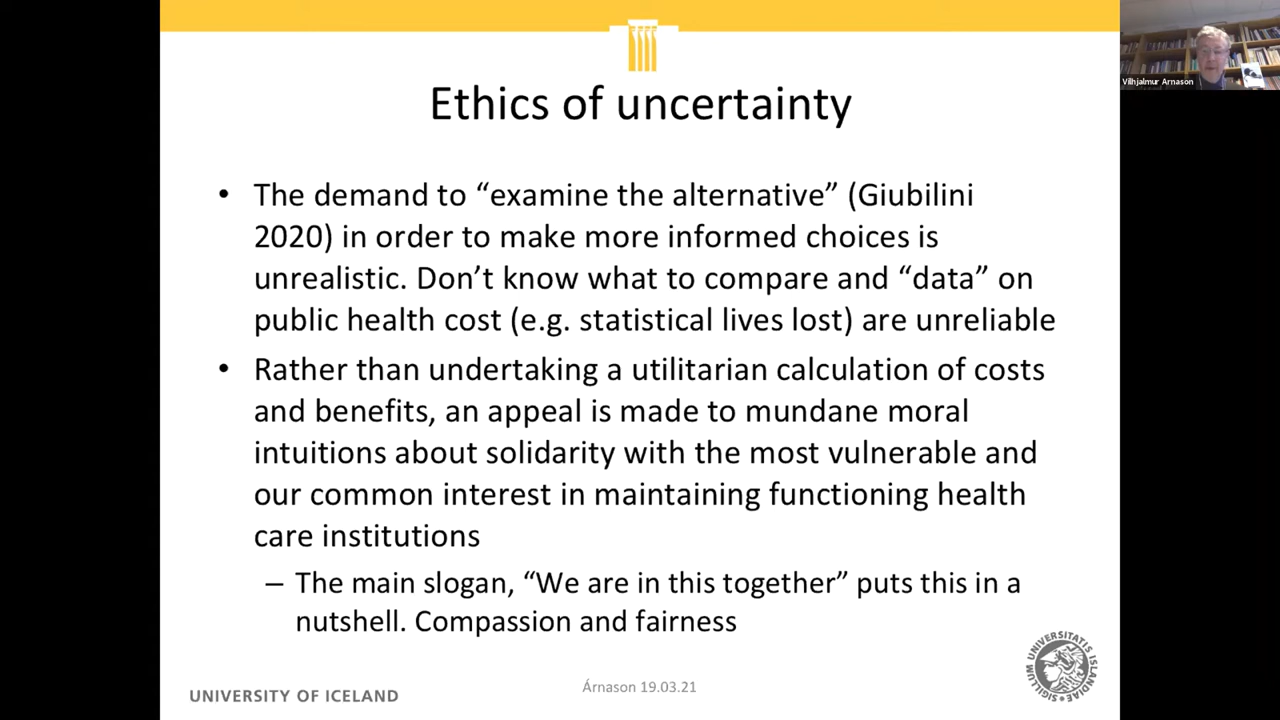 Vilhjalmur Arnason
Ethics of uncertainty
• The demand to “examine the alternative” (Giubilini
2020) in order to make more informed choices is
unrealistic. Don’t know what to compare and “data” on
public health cost (e.g. statistical lives lost) are unreliable
• Rather than undertaking a utilitarian calculation of costs
and benefits, an appeal is made to mundane moral
intuitions about solidarity with the most vulnerable and
our common interest in maintaining functioning health
care institutions
– The main slogan, “We are in this together” puts this in a
nutshell. Compassion and fairness
UNIVERSITY OF ICELAND
Árnason 19.03.21
SIGILLUM UNIVERSITATIS ISLANDIAE